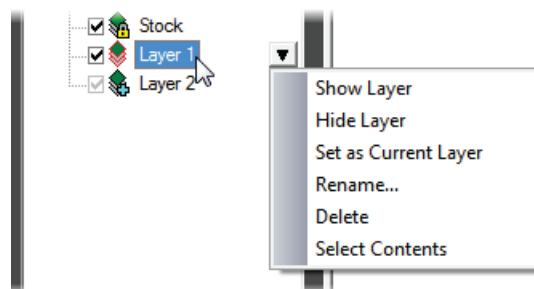 Stock
Layer 1
Layer 2
Show Layer
Hide Layer
Set as Current Layer
Rename...
Delete
Select Contents